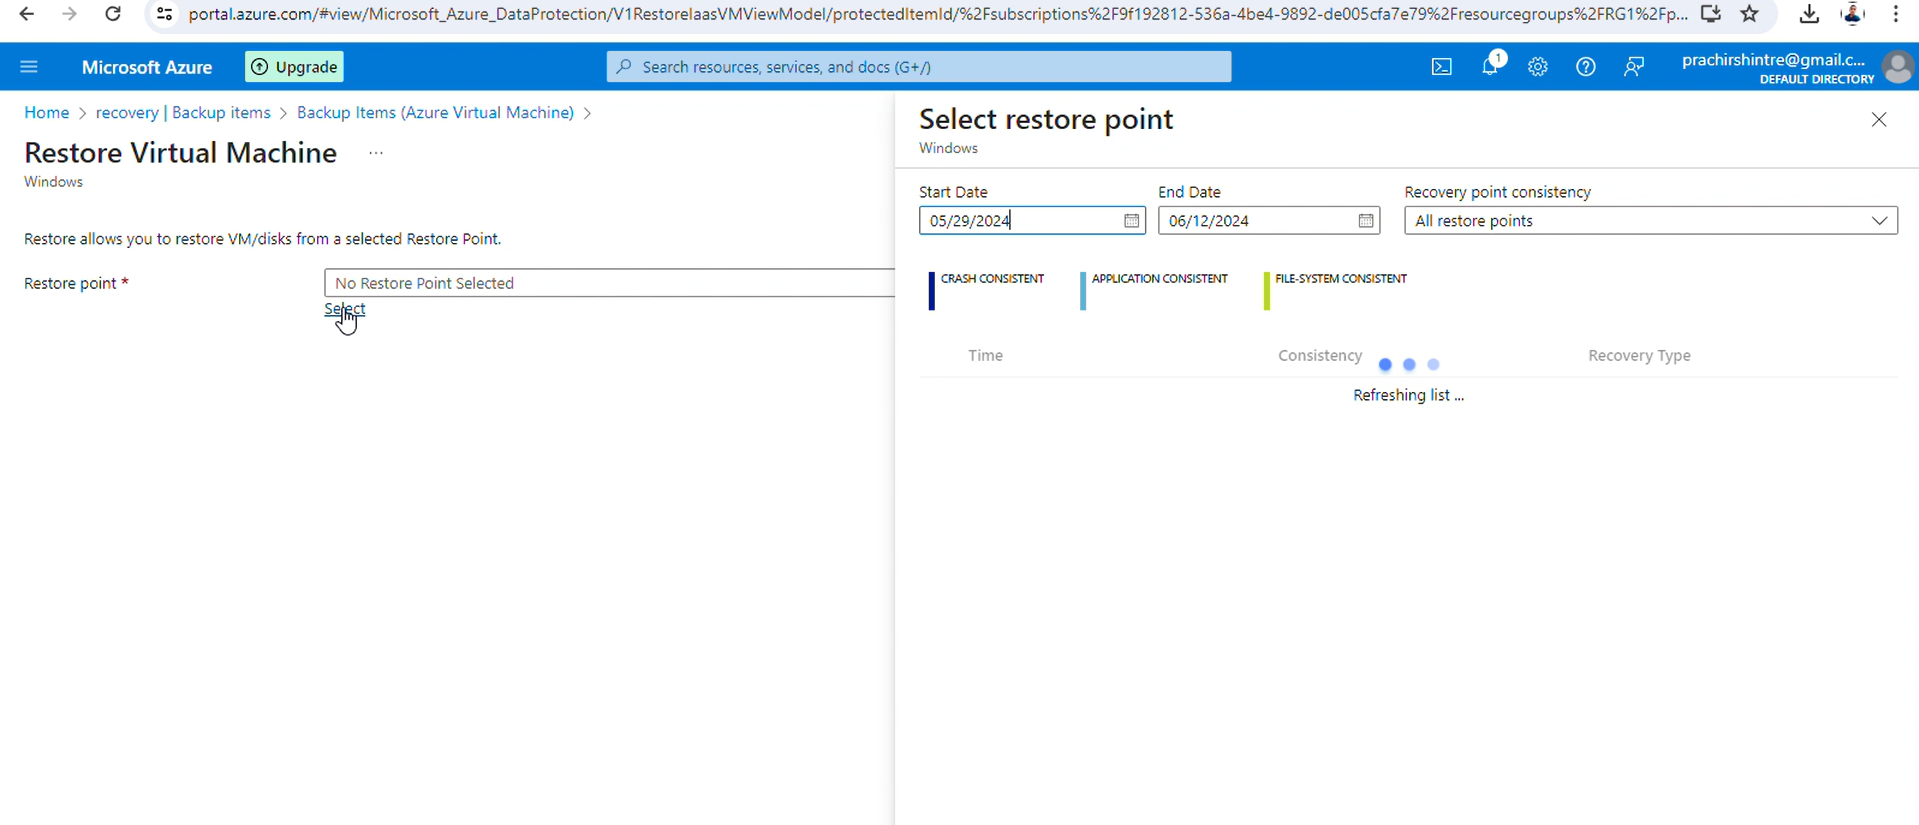 portal.azure.com/#view/Microsoft_Azure_DataProtection/V1RestoreIaasVMViewModel/protectedItemId/%2Fsubscriptions%2F9f192812-536a-4be4-9892-de005cfa7e79%2Fresourcegroups%2FRG1%2Fp...
Microsoft Azure
Upgrade
Search resources, services, and docs (G+/)
1
prachirshintre@gmail.c...
DEFAULT DIRECTORY
Home > recovery | Backup items > Backup Items (Azure Virtual Machine) >
Restore Virtual Machine ...
Windows
Restore allows you to restore VM/disks from a selected Restore Point.
Restore point *
No Restore Point Selected
Select
Select restore point
Windows
Start Date
End Date
Recovery point consistency
05/29/2024
06/12/2024
All restore points
CRASH CONSISTENT
APPLICATION CONSISTENT
FILE-SYSTEM CONSISTENT
Time
Consistency
Recovery Type
Refreshing list ...